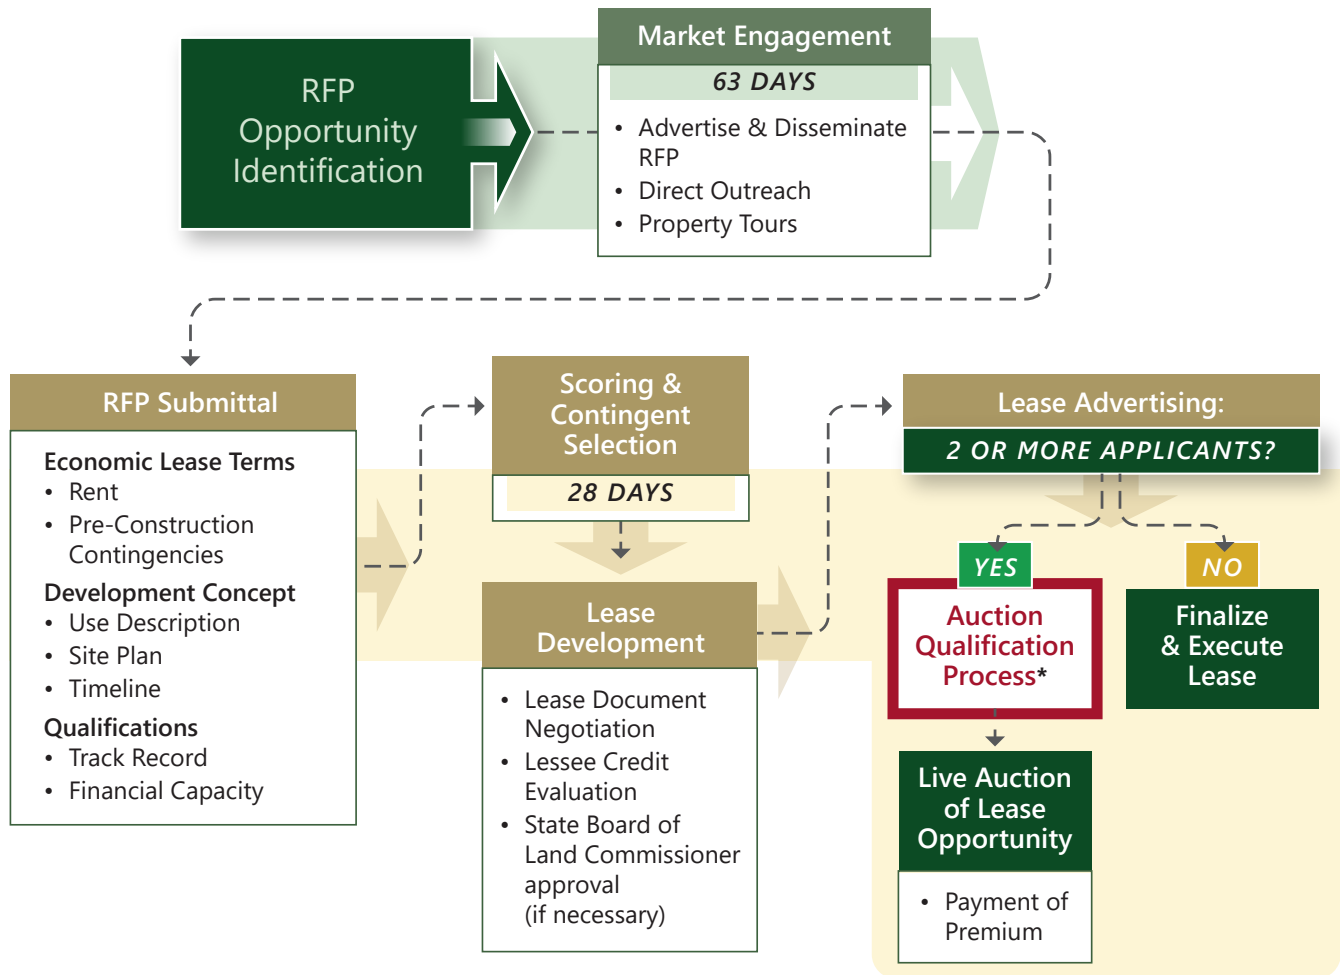 RFP
Opportunity
Identification
Market Engagement
63 DAYS
• Advertise & Disseminate
RFP
• Direct Outreach
• Property Tours
RFP Submittal
Economic Lease Terms
• Rent
• Pre-Construction
Contingencies
Development Concept
• Use Description
• Site Plan
• Timeline
Qualifications
• Track Record
• Financial Capacity
Scoring &
Contingent
Selection
28 DAYS
Lease
Development
• Lease Document
Negotiation
• Lessee Credit
Evaluation
• State Board of
Land Commissioner
approval
(if necessary)
Lease Advertising:
2 OR MORE APPLICANTS?
YES
Auction
Qualification
Process*
Live Auction
of Lease
Opportunity
• Payment of
Premium
NO
Finalize
& Execute
Lease